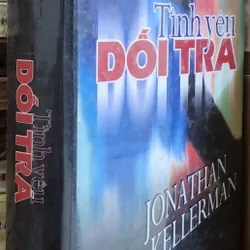 Tình yêu
DỐI TRÁ
JONATHAN
KELLERMAN
Tình yêu
DỐI TRÁ